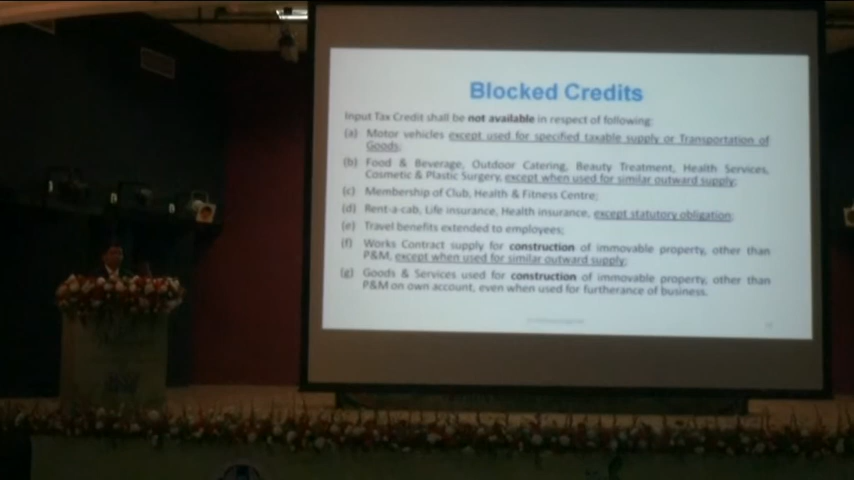 Blocked Credits
Input Tax Credit shall be not available in respect of following:
(a) Motor vehicles except used for specified taxable supply or Transportation of
Goods;
(b) Food & Beverage, Outdoor Catering, Beauty Treatment, Health Services,
Cosmetic & Plastic Surgery, except when used for similar outward supply;
(c) Membership of Club, Health & Fitness Centre;
(d) Rent-a-cab, Life insurance, Health insurance, except statutory obligation;
(e) Travel benefits extended to employees;
(f) Works Contract supply for construction of immovable property, other than
P&M, except when used for similar outward supply;
(g) Goods & Services used for construction of immovable property, other than
P&M on own account, even when used for furtherance of business.